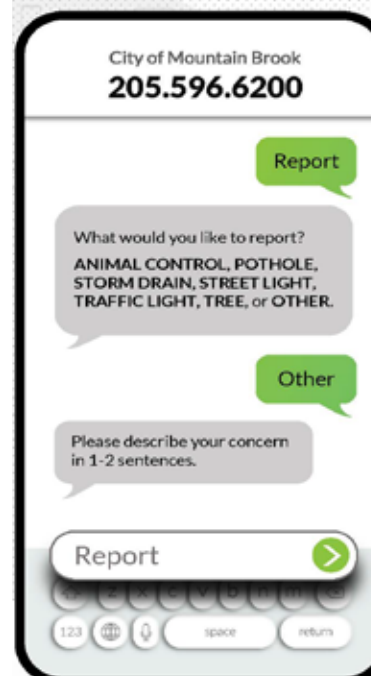 City of Mountain Brook
205.596.6200
Report
What would you like to report?
ANIMAL CONTROL, POTHOLE,
STORM DRAIN, STREET LIGHT,
TRAFFIC LIGHT, TREE, or OTHER.
Other
Please describe your concern
in 1-2 sentences.
Report
z x c v b n m
123 space return